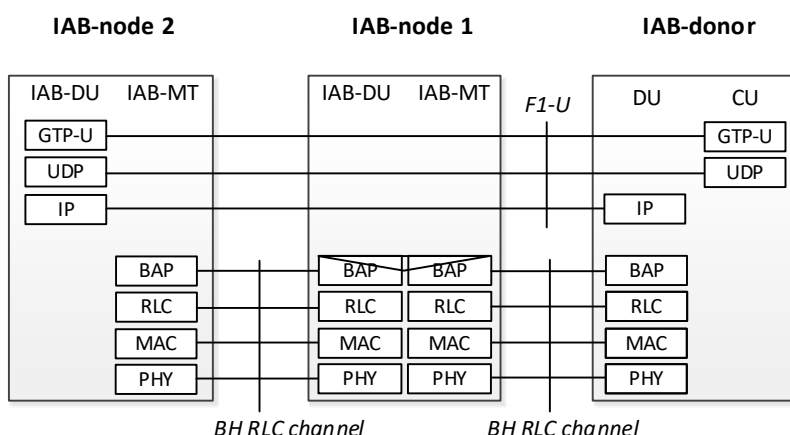 IAB-node 2 IAB-node 1 IAB-donor
IAB-DU IAB-MT IAB-DU IAB-MT F1-U DU CU
GTP-U GTP-U
UDP UDP
IP IP
BAP BAP BAP BAP
RLC RLC RLC RLC
MAC MAC MAC MAC
PHY PHY PHY PHY
BH RLC channel BH RLC channel